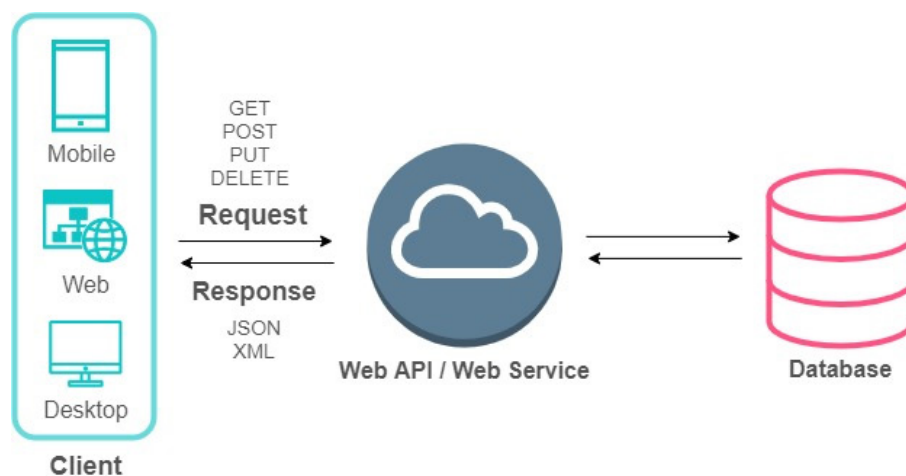 Mobile
Web
Desktop
Client
GET
POST
PUT
DELETE
Request
Response
JSON
XML
Web API / Web Service
Database